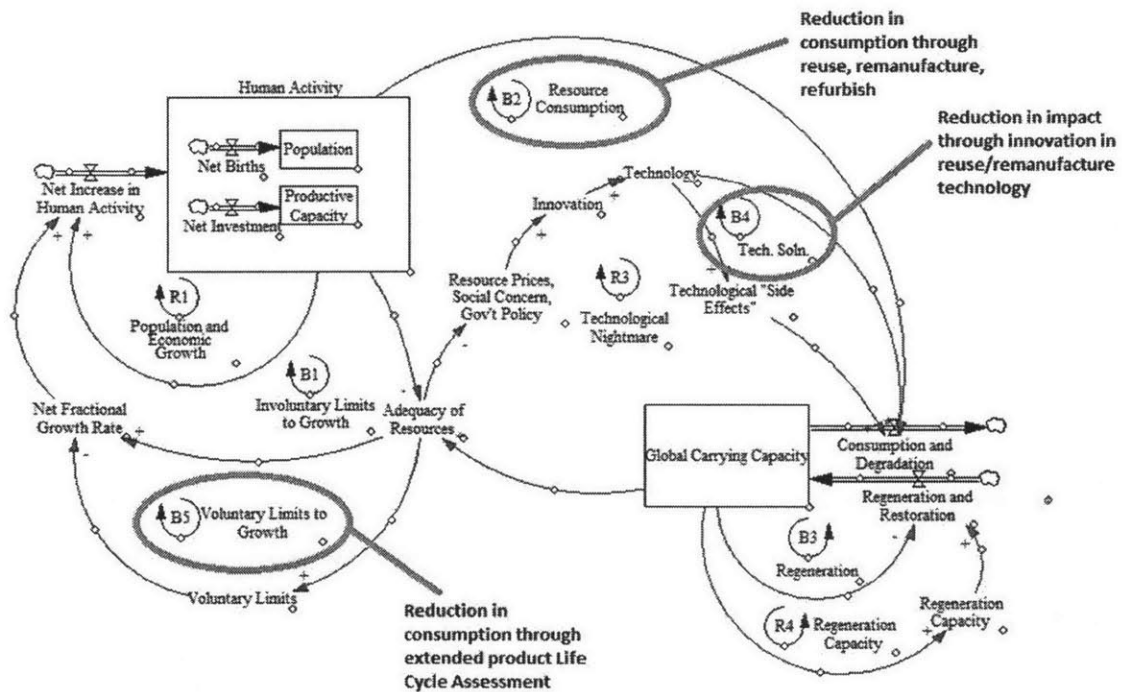 Reduction in
consumption through
reuse, remanufacture,
refurbish
Human Activity
B2
Resource
Consumption
Reduction in impact
through innovation in
reuse/remanufacture
technology
Population
Net Births
Technology
+
Net Increase in
Human Activity
Productive
Capacity
Innovation
Net Investment
B4
Tech. Soln.
+
+
+
+
R1
Resource Prices,
Social Concern,
Gov't Policy
R3
Technological "Side
Effects"
Population and
Economic
Growth
Technological
Nightmare
-
B1
Involuntary Limits
to Growth
-
Net Fractional
Growth Rate
+
Adequacy of
Resources
+
Global Carrying Capacity
Consumption and
Degradation
-
Regeneration and
Restoration
B5
Voluntary Limits to
Growth
B3
Regeneration
-
+
+
Voluntary Limits
R4
Regeneration
Capacity
+
Regeneration
Capacity
Reduction in
consumption through
extended product Life
Cycle Assessment